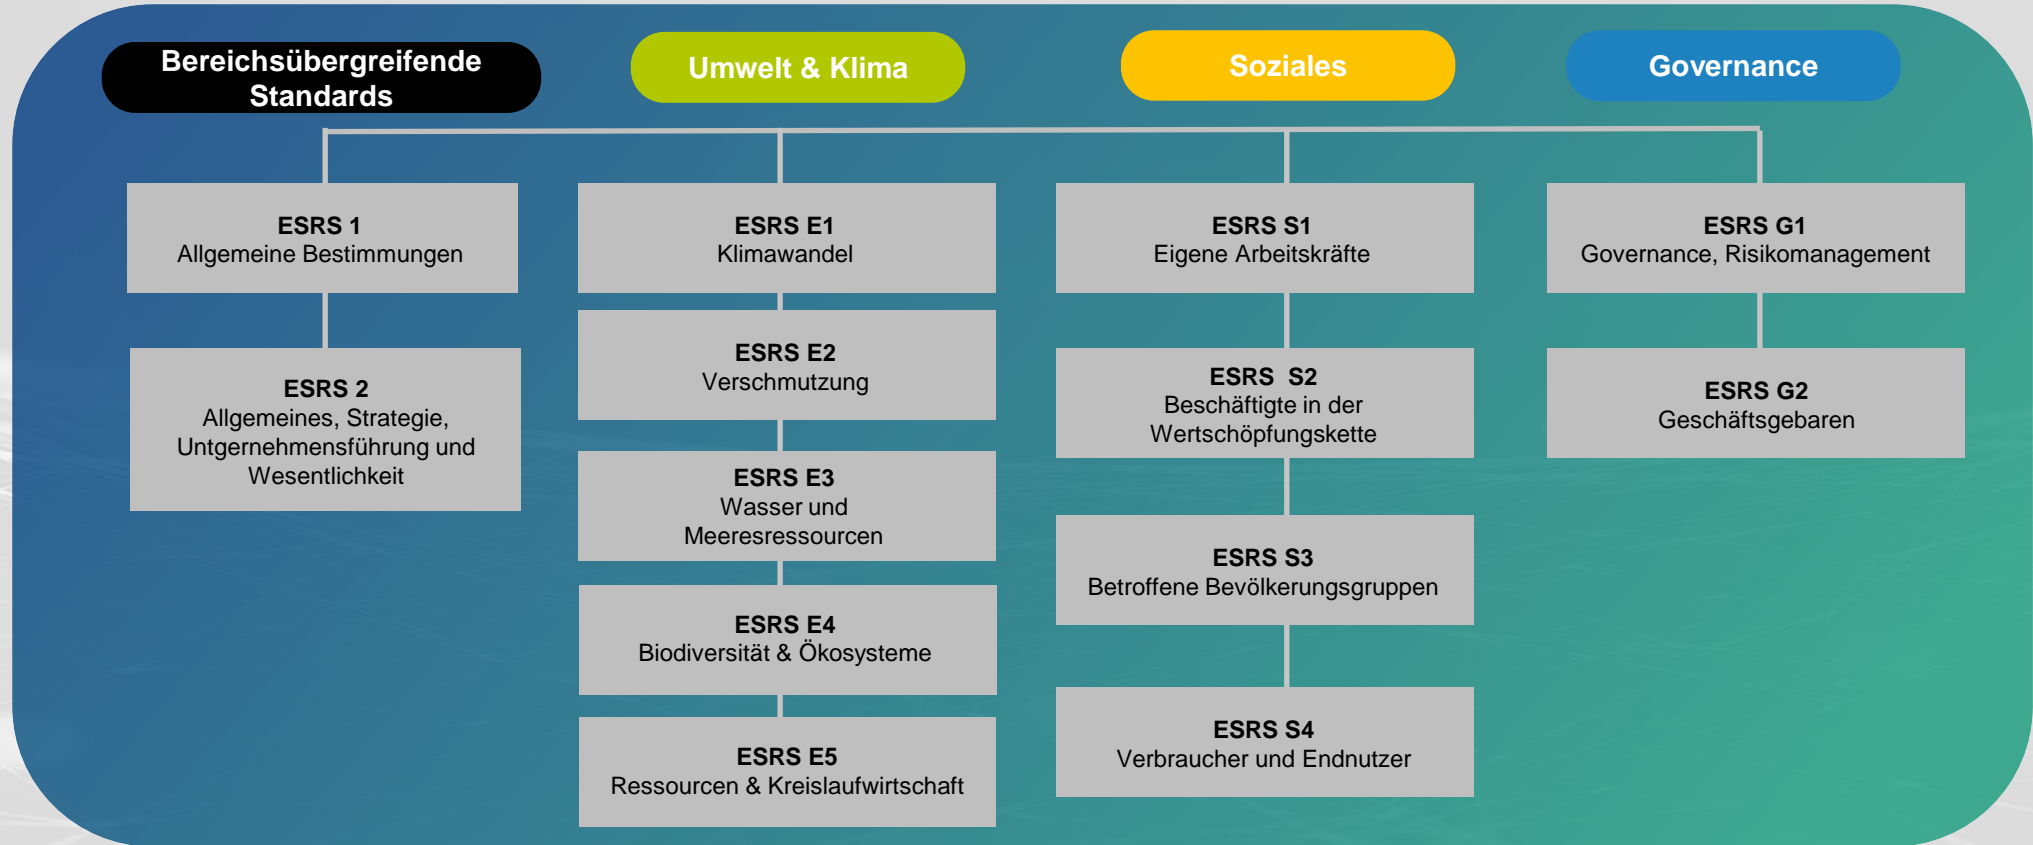 Bereichsübergreifende
Standards
Umwelt & Klima
Soziales
Governance
ESRS 1
Allgemeine Bestimmungen
ESRS 2
Allgemeines, Strategie,
Untgernehmensführung und
Wesentlichkeit
ESRS E1
Klimawandel
ESRS E2
Verschmutzung
ESRS E3
Wasser und
Meeresressourcen
ESRS E4
Biodiversität & Ökosysteme
ESRS E5
Ressourcen & Kreislaufwirtschaft
ESRS S1
Eigene Arbeitskräfte
ESRS  S2
Beschäftigte in der
Wertschöpfungskette
ESRS S3
Betroffene Bevölkerungsgruppen
ESRS S4
Verbraucher und Endnutzer
ESRS G1
Governance, Risikomanagement
ESRS G2
Geschäftsgebaren